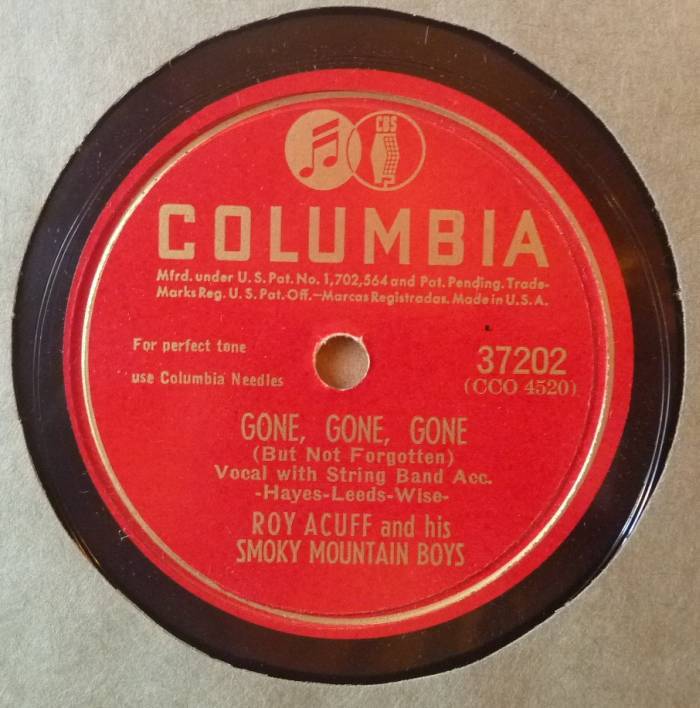 CBS
COLUMBIA
Mfrd. under U.S. Pat. No. 1,702,564 and Pat. Pending. Trade-
Marks Reg. U.S. Pat. Off.—Marcas Registradas. Made in U.S.A.
For perfect tone
use Columbia Needles
37202
(CCO 4520)
GONE, GONE, GONE
(But Not Forgotten)
Vocal with String Band Acc.
-Hayes-Leeds-Wise-
ROY ACUFF and his
SMOKY MOUNTAIN BOYS